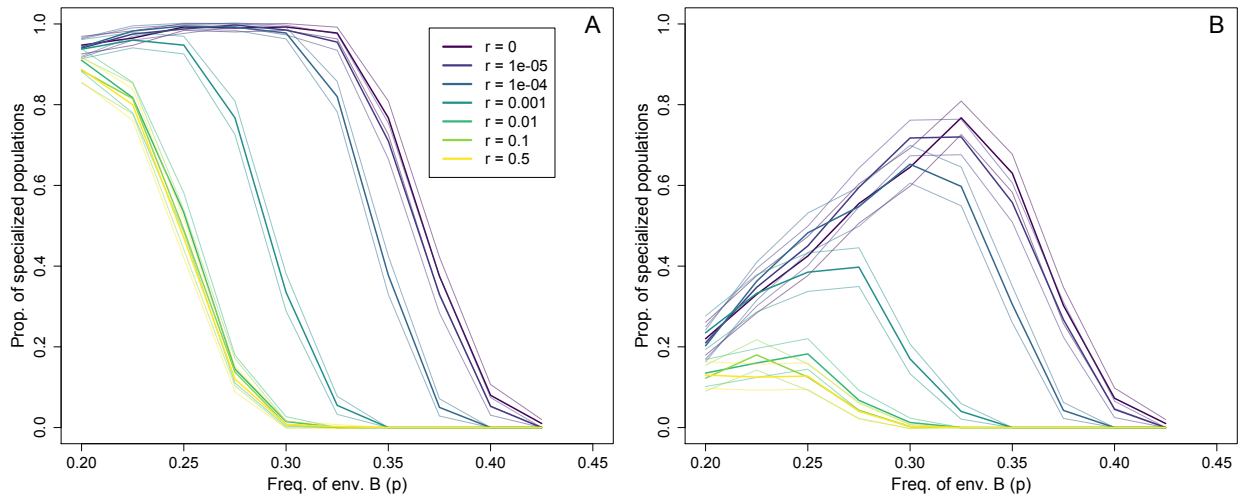 A
Prop. of specialized populations
1.0
0.8
0.6
0.4
0.2
0.0
r = 0
r = 1e-05
r = 1e-04
r = 0.001
r = 0.01
r = 0.1
r = 0.5
0.20 0.25 0.30 0.35 0.40 0.45
Freq. of env. B (p)
B
Prop. of specialized populations
1.0
0.8
0.6
0.4
0.2
0.0
0.20 0.25 0.30 0.35 0.40 0.45
Freq. of env. B (p)